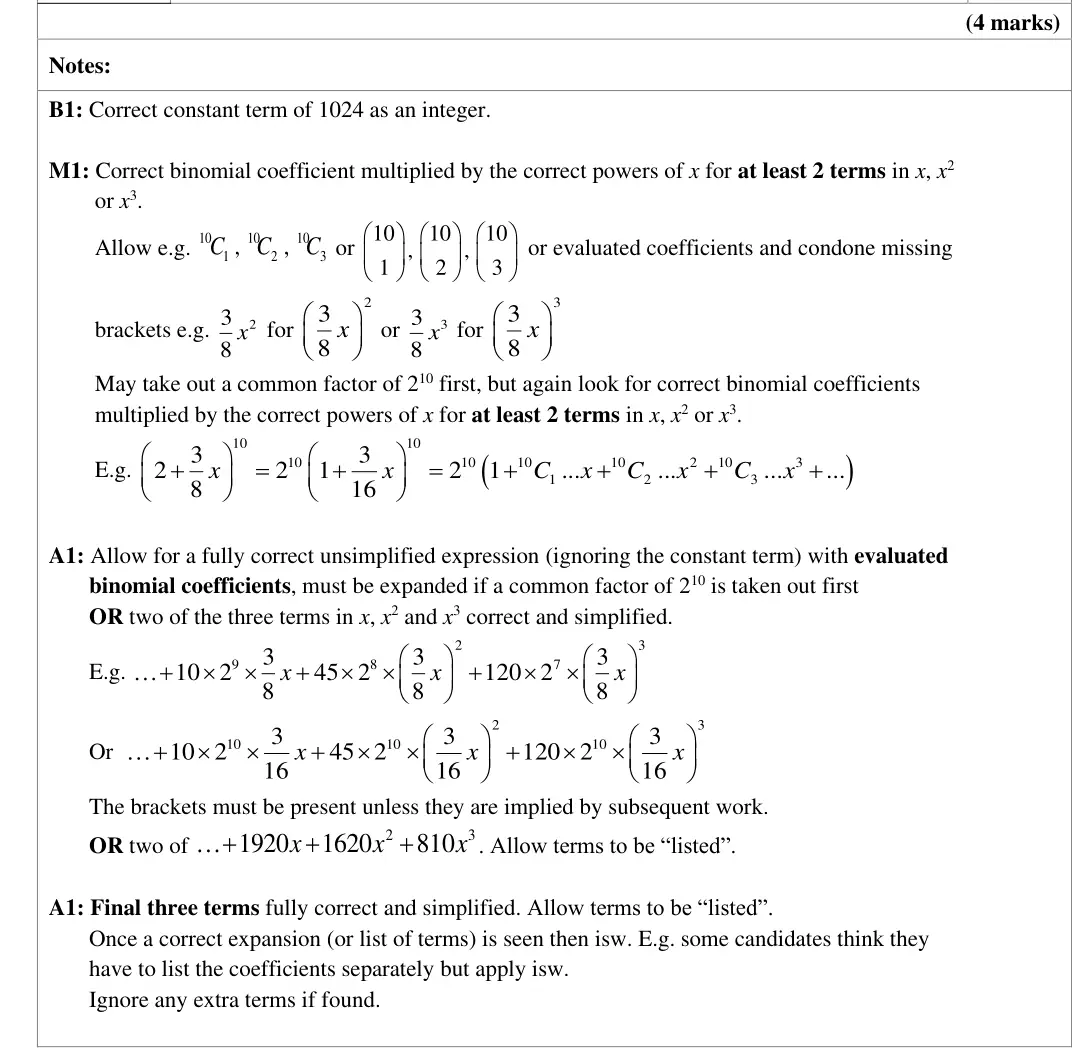 (4 marks)
Notes:
B1: Correct constant term of 1024 as an integer.
M1: Correct binomial coefficient multiplied by the correct powers of x for at least 2 terms in x, x²
or x³.
Allow e.g. ¹⁰C₁ , ¹⁰C₂ , ¹⁰C₃ or (10 1), (10 2), (10 3) or evaluated coefficients and condone missing
brackets e.g. 3/8 x² for (3/8 x)² or 3/8 x³ for (3/8 x)³
May take out a common factor of 2¹⁰ first, but again look for correct binomial coefficients
multiplied by the correct powers of x for at least 2 terms in x, x² or x³.
E.g. (2 + 3/8 x)¹⁰ = 2¹⁰ (1 + 3/16 x)¹⁰ = 2¹⁰ (1 + ¹⁰C₁ ...x + ¹⁰C₂ ...x² + ¹⁰C₃ ...x³ + ...)
A1: Allow for a fully correct unsimplified expression (ignoring the constant term) with evaluated
binomial coefficients, must be expanded if a common factor of 2¹⁰ is taken out first
OR two of the three terms in x, x² and x³ correct and simplified.
E.g. ...+10×2⁹ × 3/8 x + 45×2⁸ × (3/8 x)² + 120×2⁷ × (3/8 x)³
Or ...+10×2¹⁰ × 3/16 x + 45×2¹⁰ × (3/16 x)² + 120×2¹⁰ × (3/16 x)³
The brackets must be present unless they are implied by subsequent work.
OR two of ...+1920x+1620x² +810x³. Allow terms to be “listed”.
A1: Final three terms fully correct and simplified. Allow terms to be “listed”.
Once a correct expansion (or list of terms) is seen then isw. E.g. some candidates think they
have to list the coefficients separately but apply isw.
Ignore any extra terms if found.